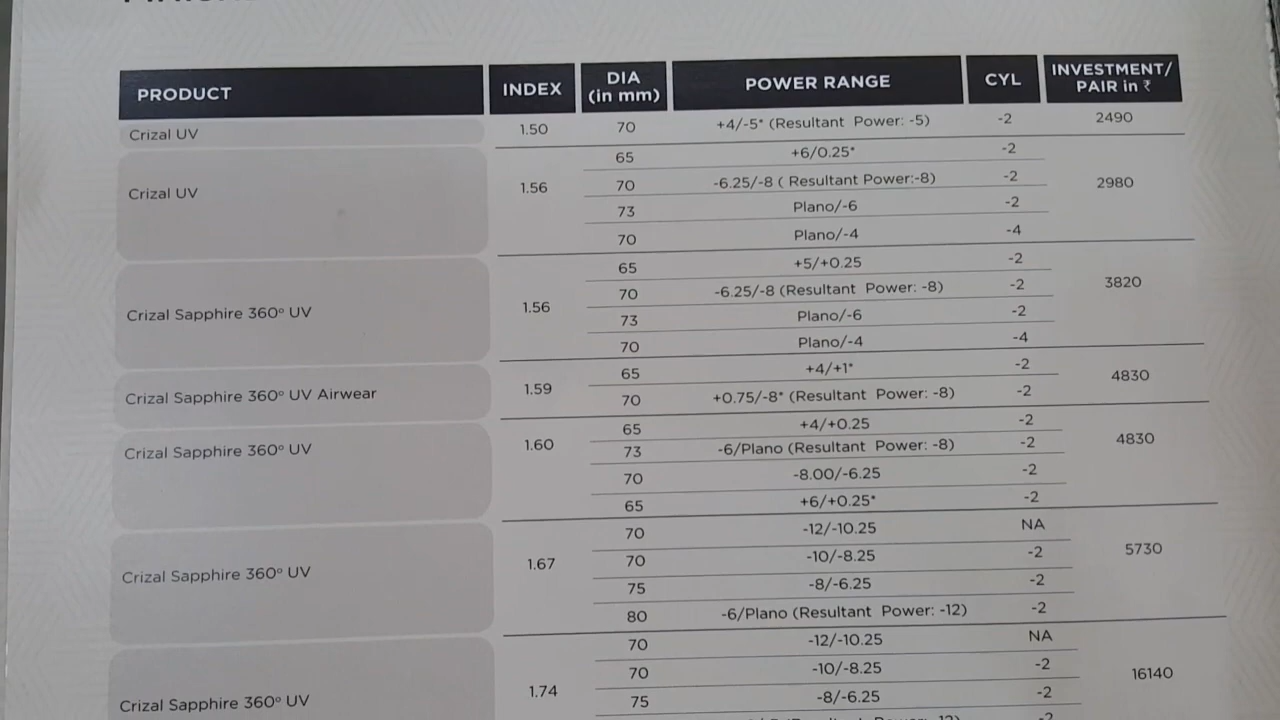 PRODUCT INDEX DIA (in mm) POWER RANGE CYL INVESTMENT/ PAIR in ₹
Crizal UV 1.50 70 +4/-5* (Resultant Power: -5) -2 2490
65 +6/0.25* -2
Crizal UV 1.56 70 -6.25/-8 ( Resultant Power:-8) -2 2980
73 Plano/-6 -2
70 Plano/-4 -4
65 +5/+0.25 -2
70 -6.25/-8 (Resultant Power: -8) -2 3820
Crizal Sapphire 360º UV 1.56 73 Plano/-6 -2
70 Plano/-4 -4
65 +4/+1* -2
Crizal Sapphire 360º UV Airwear 1.59 70 +0.75/-8* (Resultant Power: -8) -2 4830
65 +4/+0.25 -2
Crizal Sapphire 360º UV 1.60 73 -6/Plano (Resultant Power: -8) -2 4830
70 -8.00/-6.25 -2
65 +6/+0.25* -2
70 -12/-10.25 NA
Crizal Sapphire 360º UV 1.67 70 -10/-8.25 -2 5730
75 -8/-6.25 -2
80 -6/Plano (Resultant Power: -12) -2
70 -12/-10.25 NA
70 -10/-8.25 -2 16140
Crizal Sapphire 360º UV 1.74 75 -8/-6.25 -2
-2